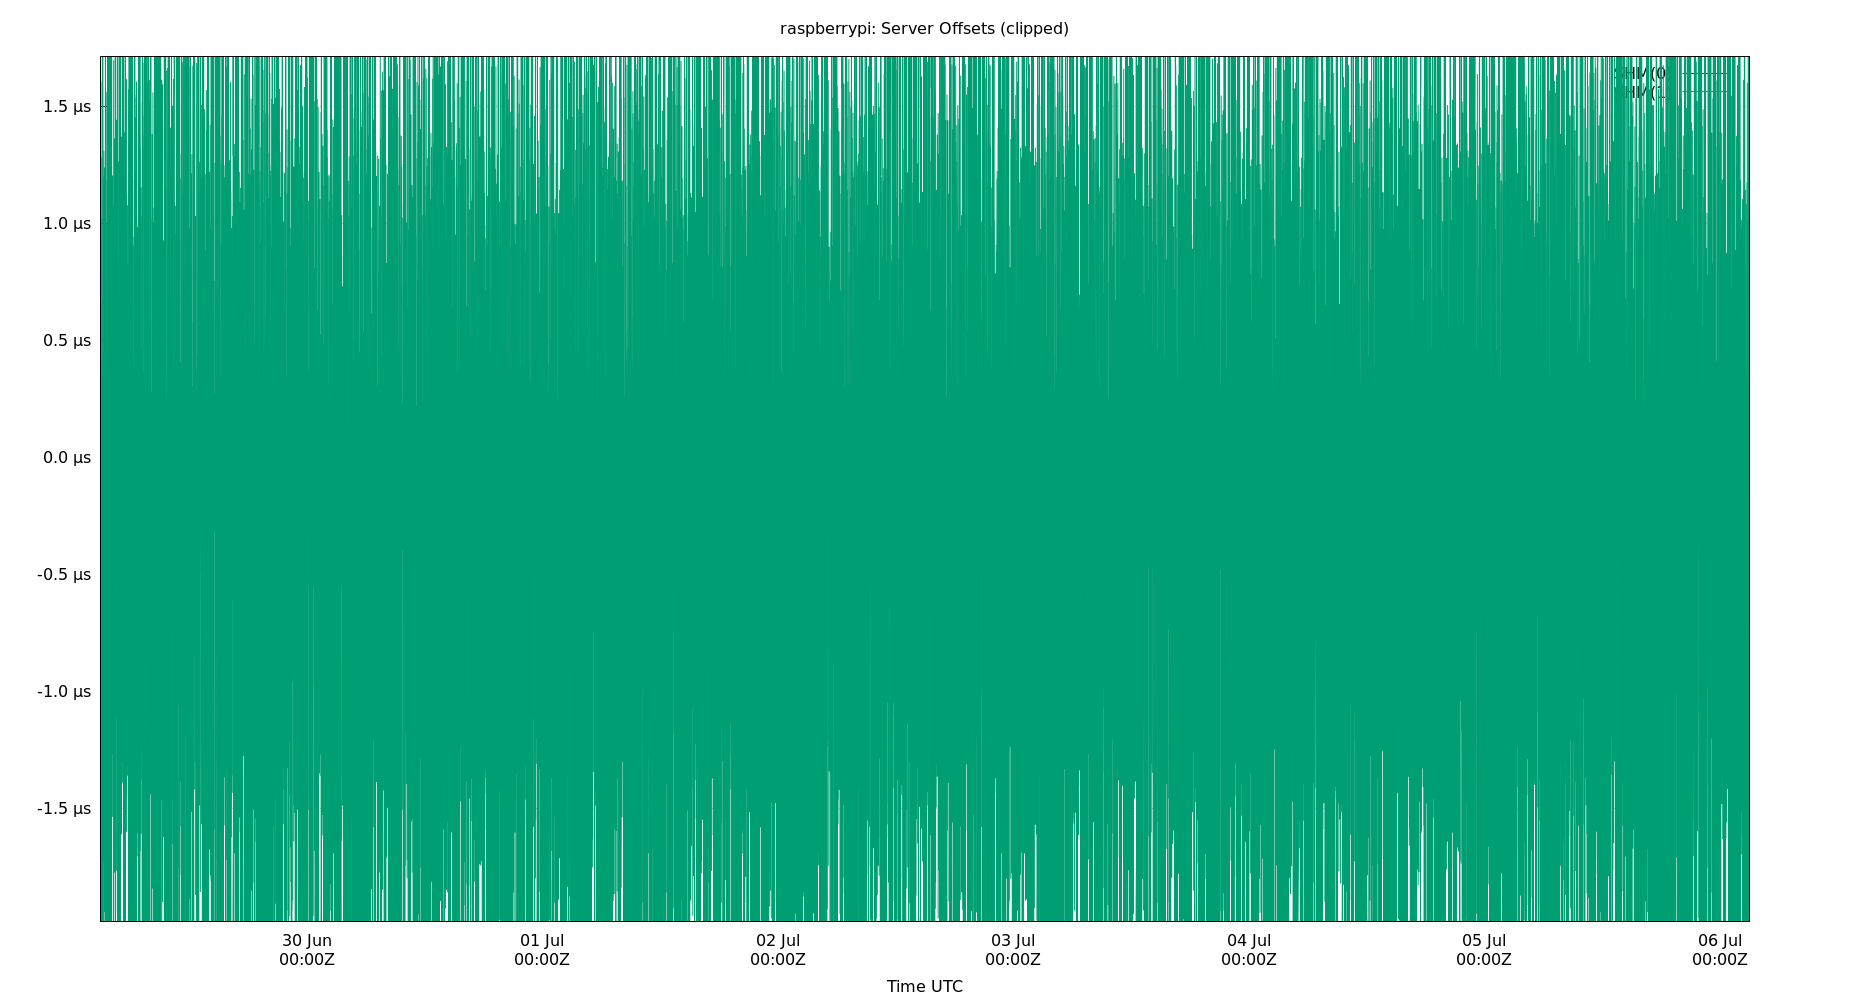 raspberrypi: Server Offsets (clipped)
1.5 µs
1.0 µs
0.5 µs
0.0 µs
-0.5 µs
-1.0 µs
-1.5 µs
30 Jun 01 Jul 02 Jul 03 Jul 04 Jul 05 Jul 06 Jul
00:00Z 00:00Z 00:00Z 00:00Z 00:00Z 00:00Z 00:00Z
Time UTC